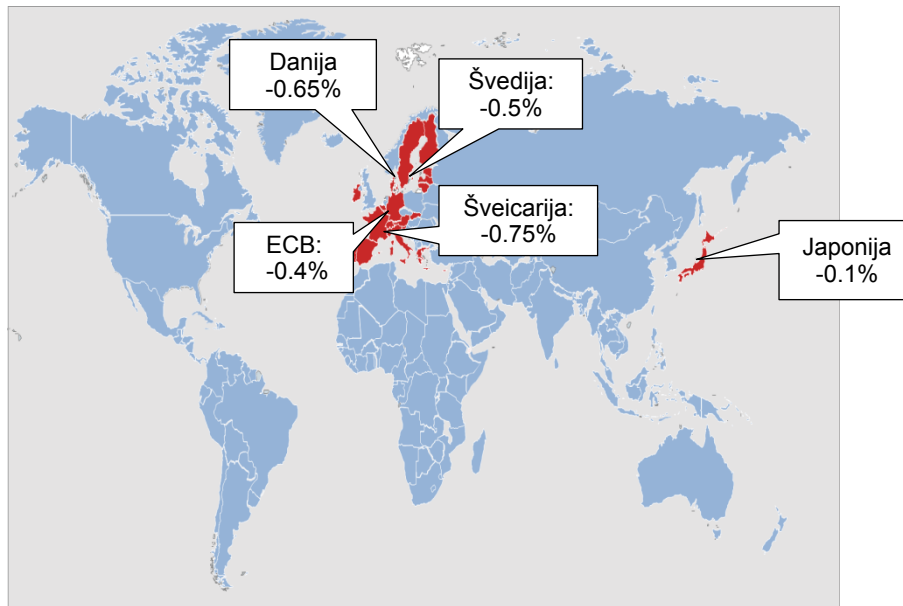 Danija
-0.65%
Švedija:
-0.5%
Šveicarija:
-0.75%
ECB:
-0.4%
Japonija
-0.1%